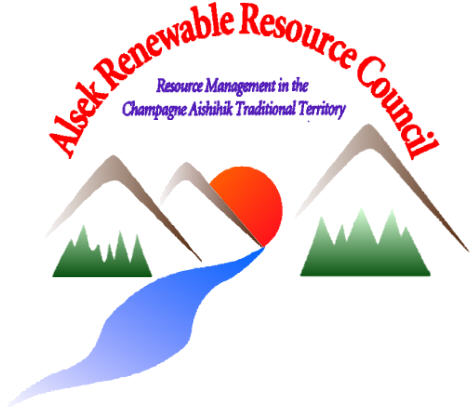 Alsek Renewable Resource Council
Resource Management in the
Champagne Aishihik Traditional Territory